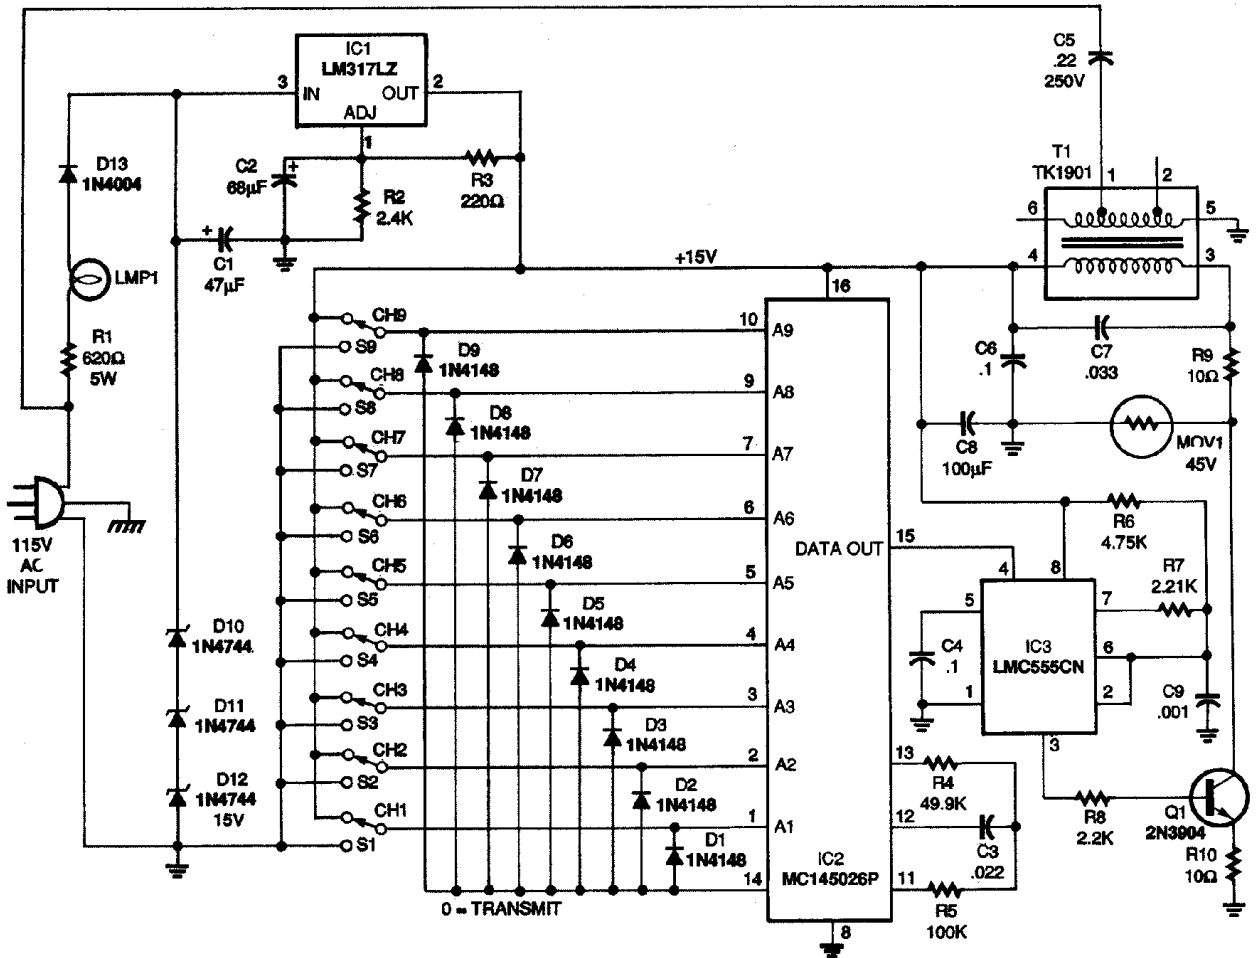 IC1
LM317LZ
3
IN
OUT
2
ADJ
1
C5
.22
250V
D13
1N4004
C2
68µF
+
R2
2.4K
R3
220Ω
T1
TK1901
1
2
6
5
4
3
LMP1
+
C1
47µF
R1
620Ω
5W
+15V
16
CH9
S9
10
A9
D9
1N4148
CH8
S8
9
A8
D8
1N4148
CH7
S7
7
A7
D7
1N4148
CH6
S6
6
A6
D6
1N4148
CH5
S5
5
A5
D5
1N4148
CH4
S4
4
A4
D4
1N4148
CH3
S3
3
A3
D3
1N4148
CH2
S2
2
A2
D2
1N4148
CH1
S1
1
A1
D1
1N4148
14
0 = TRANSMIT
115V
AC
INPUT
D10
1N4744
D11
1N4744
D12
1N4744
15V
DATA OUT
15
IC2
MC145026P
8
13
R4
49.9K
12
C3
.022
11
R5
100K
C6
.1
C7
.033
R9
10Ω
C8
100µF
MOV1
45V
R6
4.75K
R7
2.21K
4
8
5
7
IC3
LMC555CN
6
1
2
3
C4
.1
C9
.001
R8
2.2K
Q1
2N3904
R10
10Ω